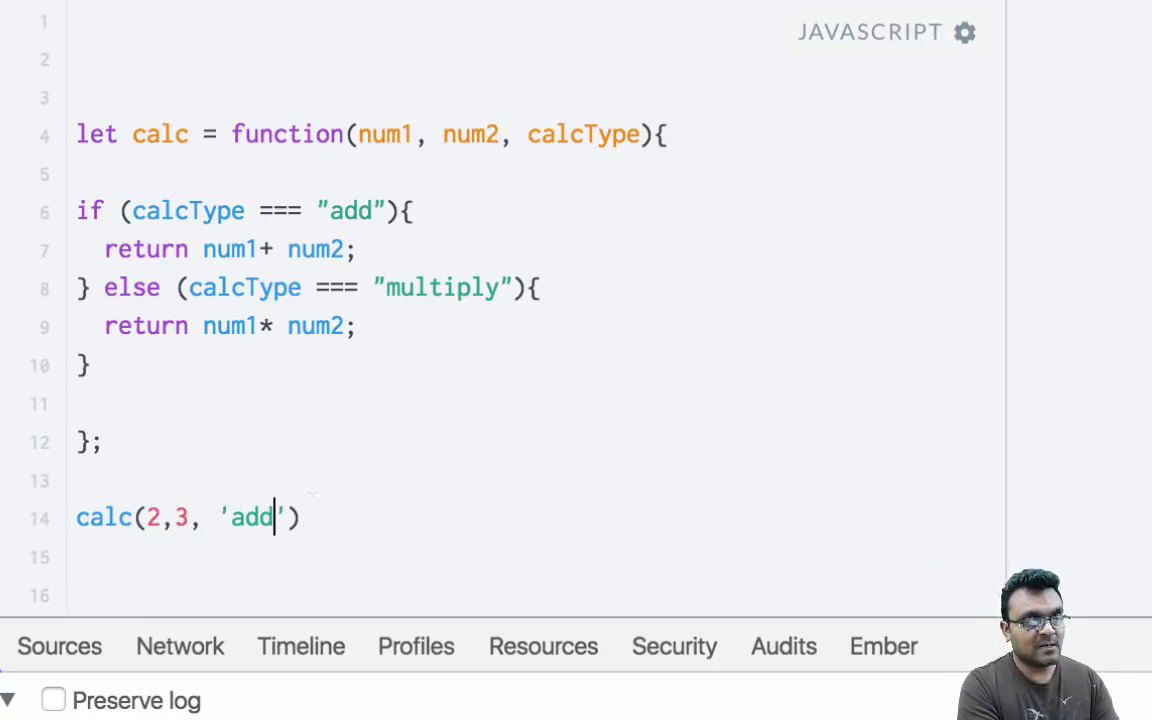 JAVASCRIPT
1
2
3
4 let calc = function(num1, num2, calcType){
5
6 if (calcType === "add"){
7 return num1+ num2;
8 } else (calcType === "multiply"){
9 return num1* num2;
10 }
11
12 };
13
14 calc(2,3, 'add')
15
16
Sources Network Timeline Profiles Resources Security Audits Ember
Preserve log